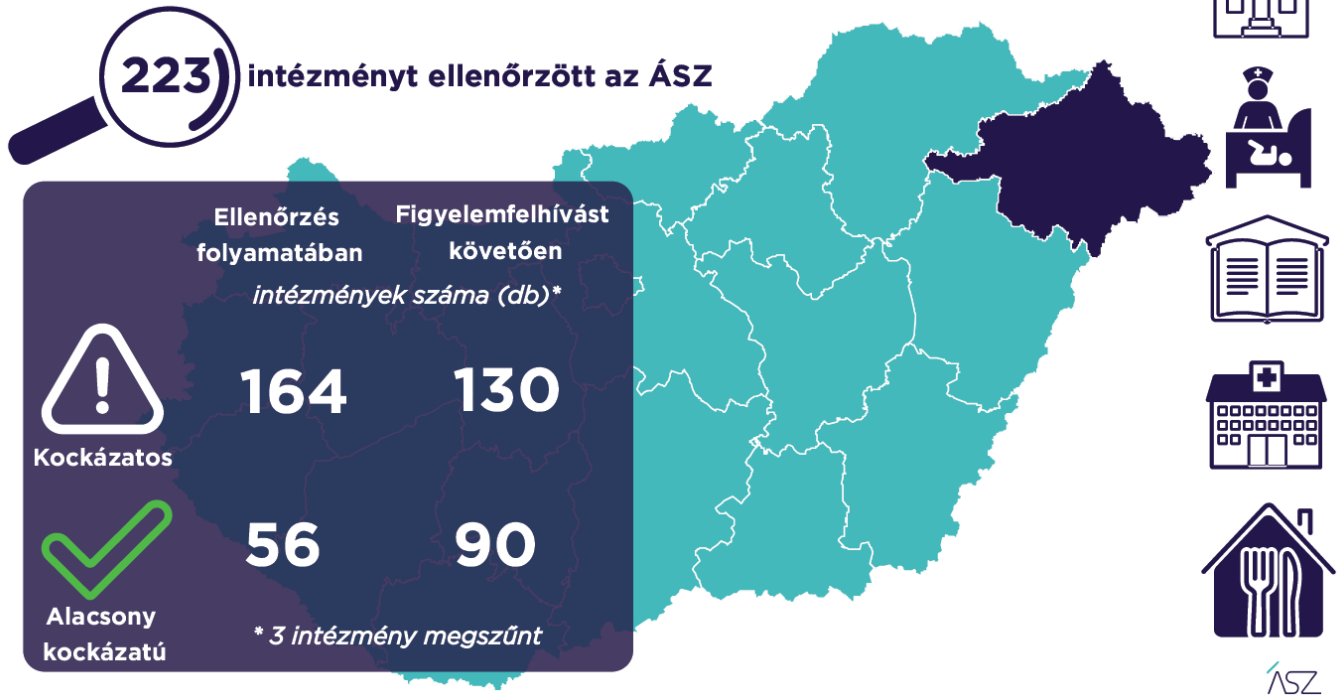 223 intézményt ellenőrzött az ÁSZ
Ellenőrzés folyamatában
Figyelemfelhívást követően
intézmények száma (db)*
164 130
Kockázatos
56 90
Alacsony
kockázatú
* 3 intézmény megszűnt
ÁSZ